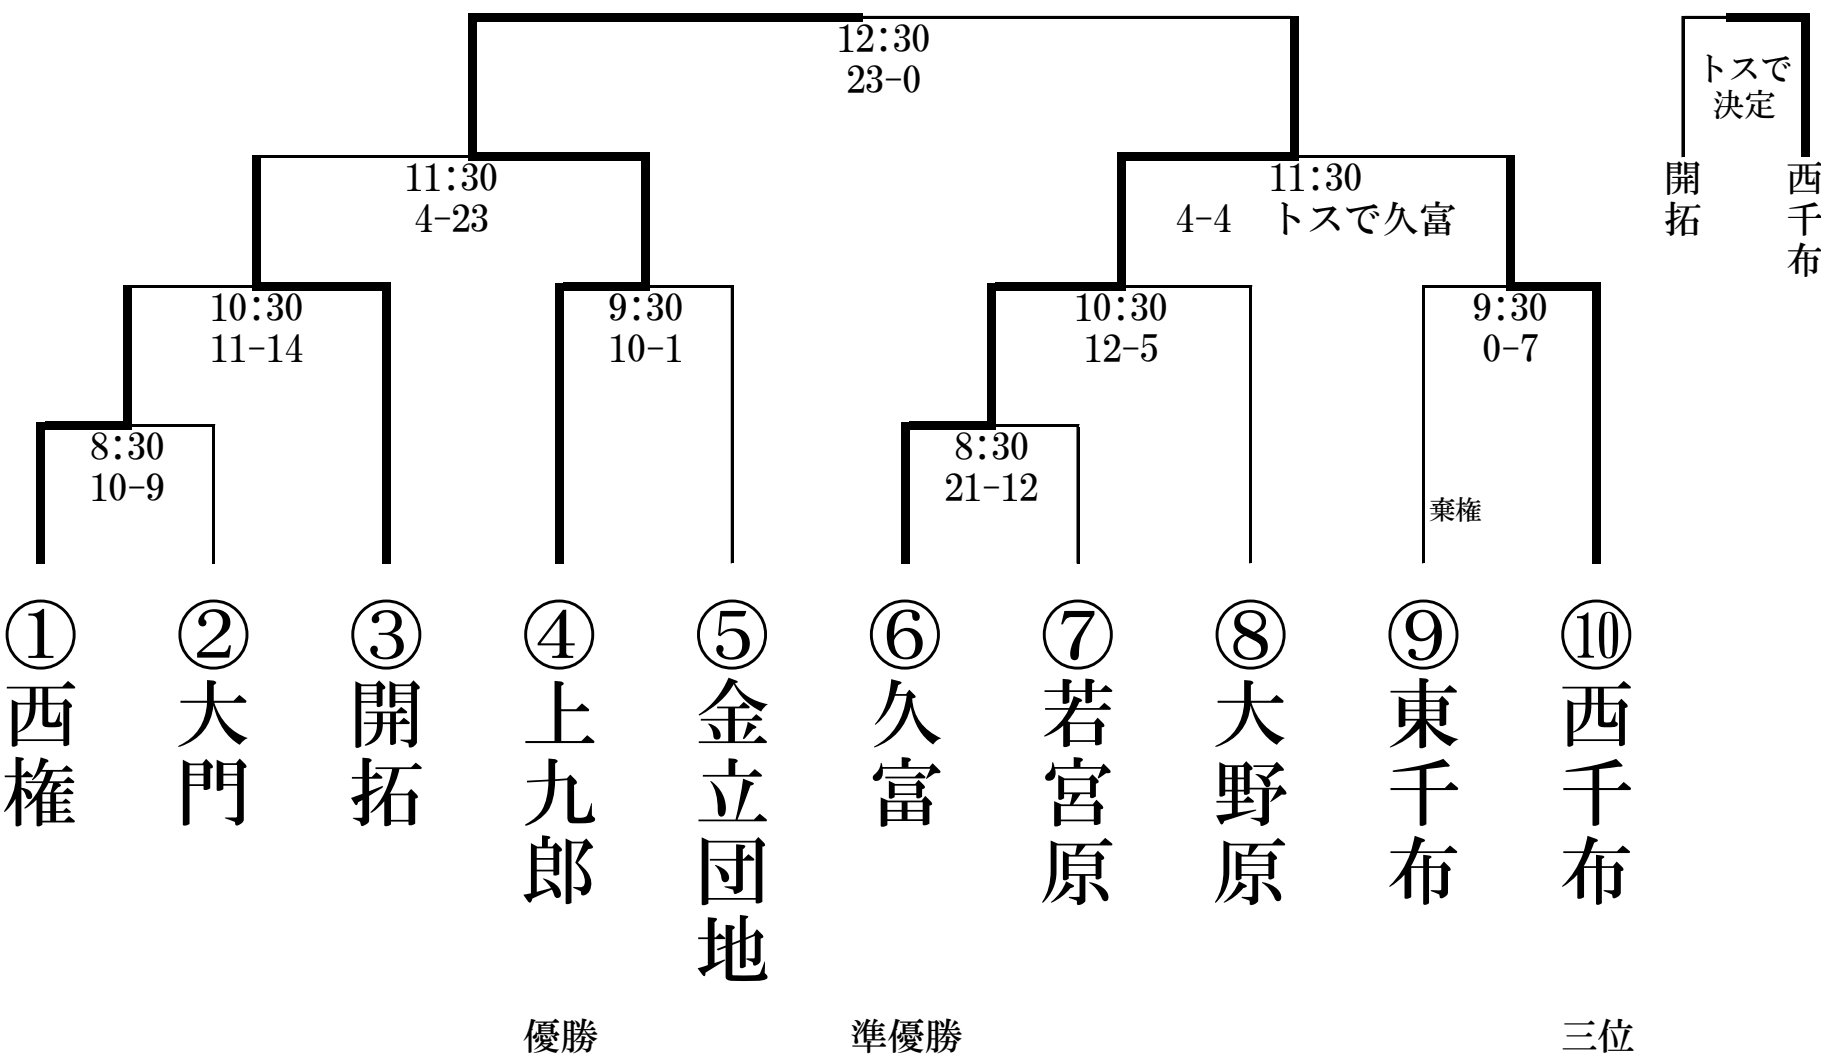 12:30
23-0
トスで
決定
開拓
西千布
11:30
4-23
11:30
4-4 トスで久富
10:30
11-14
9:30
10-1
10:30
12-5
9:30
0-7
8:30
10-9
8:30
21-12
棄権
①西権
②大門
③開拓
④上九郎
⑤金立団地
⑥久富
⑦若宮原
⑧大野原
⑨東千布
⑩西千布
優勝
準優勝
三位